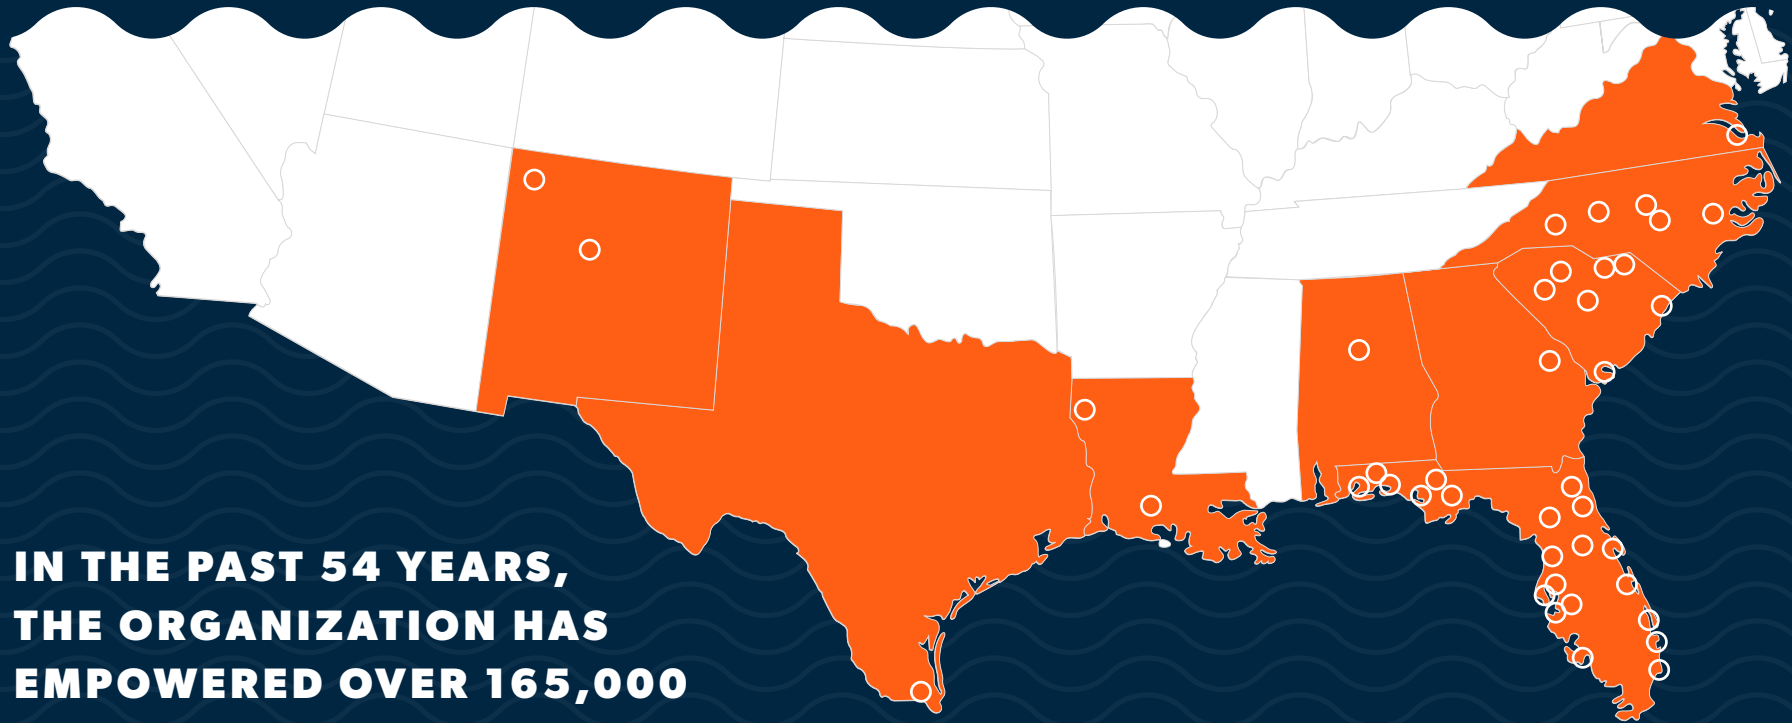 IN THE PAST 54 YEARS,
THE ORGANIZATION HAS
EMPOWERED OVER 165,000